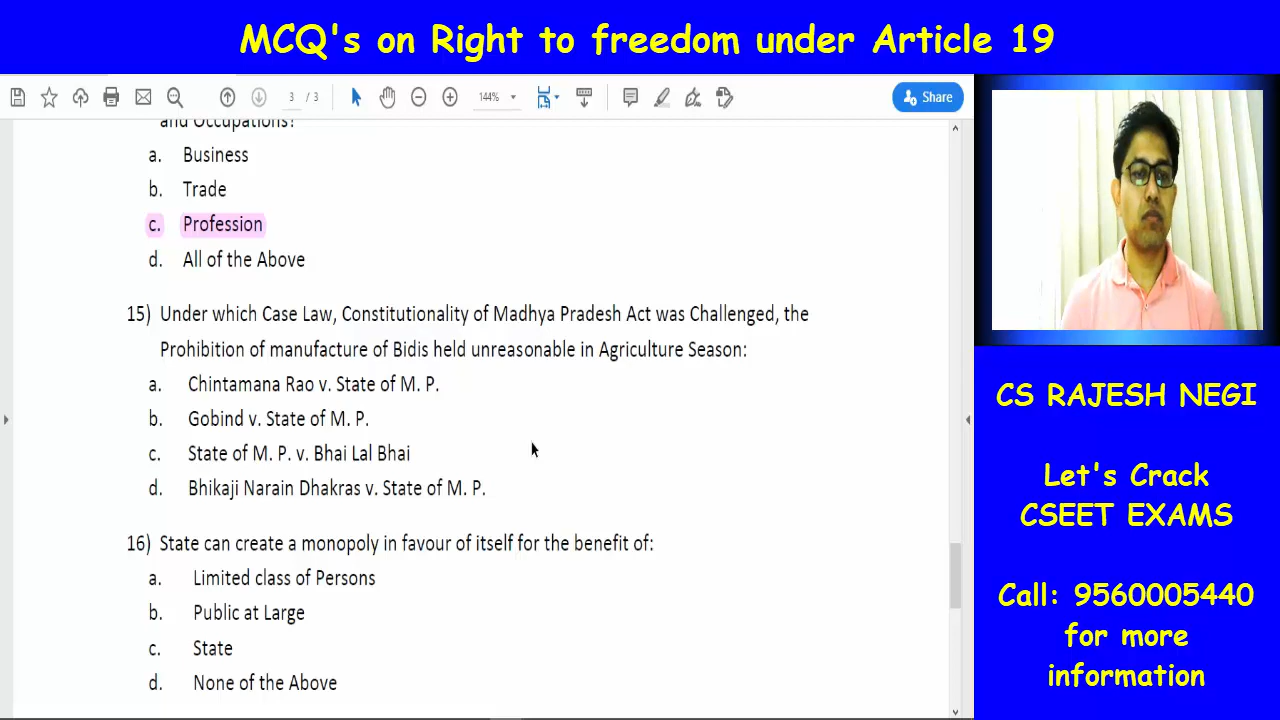 MCQ's on Right to freedom under Article 19
3 / 3
144%
Share
and Occupations?
a. Business
b. Trade
c. Profession
d. All of the Above
15) Under which Case Law, Constitutionality of Madhya Pradesh Act was Challenged, the
Prohibition of manufacture of Bidis held unreasonable in Agriculture Season:
a. Chintamana Rao v. State of M. P.
b. Gobind v. State of M. P.
c. State of M. P. v. Bhai Lal Bhai
d. Bhikaji Narain Dhakras v. State of M. P.
16) State can create a monopoly in favour of itself for the benefit of:
a. Limited class of Persons
b. Public at Large
c. State
d. None of the Above
CS RAJESH NEGI
Let's Crack
CSEET EXAMS
Call: 9560005440
for more
information